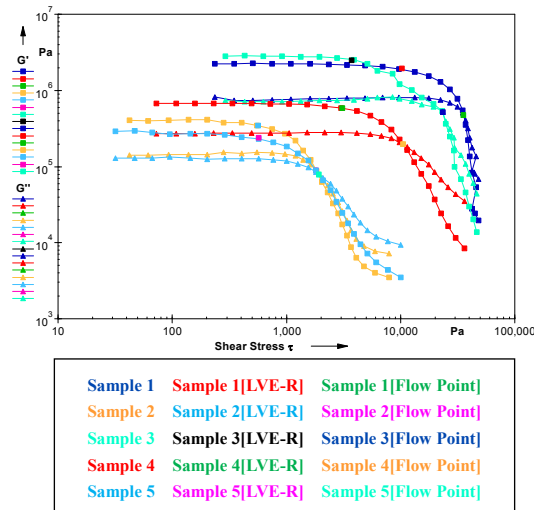 10⁷
Pa
G'
10⁶
10⁵
G''
10⁴
10³
10 100 1,000 10,000 Pa 100,000
Shear Stress τ
Sample 1 Sample 1[LVE-R] Sample 1[Flow Point]
Sample 2 Sample 2[LVE-R] Sample 2[Flow Point]
Sample 3 Sample 3[LVE-R] Sample 3[Flow Point]
Sample 4 Sample 4[LVE-R] Sample 4[Flow Point]
Sample 5 Sample 5[LVE-R] Sample 5[Flow Point]